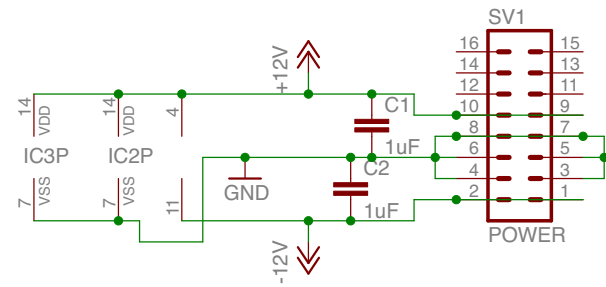 SV1
16 15
14 13
12 11
10 9
8 7
6 5
4 3
2 1
POWER
+12V
C1
1uF
C2
1uF
GND
-12V
14
VDD
IC3P
7
VSS
14
VDD
IC2P
7
VSS
4
11